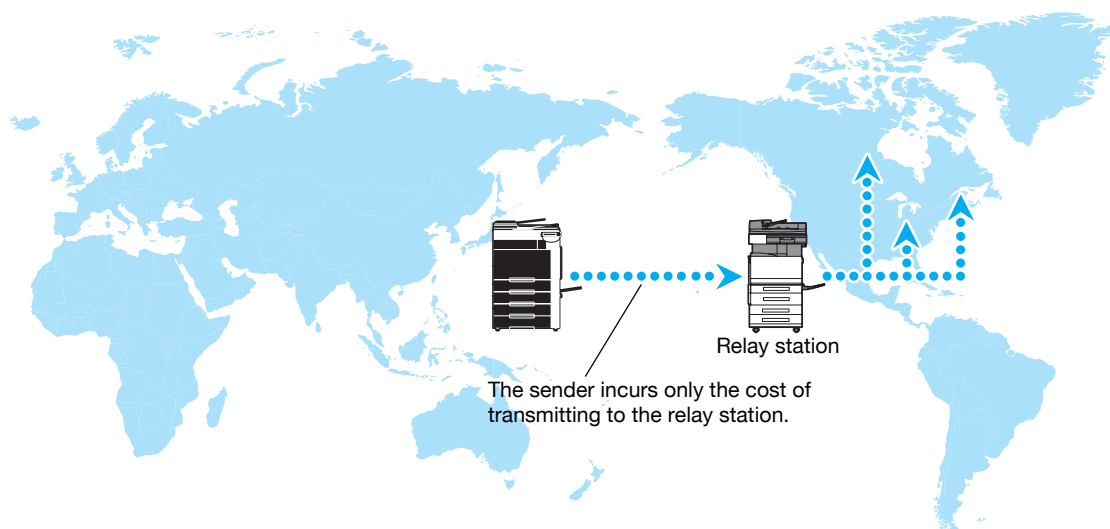 Relay station
The sender incurs only the cost of
transmitting to the relay station.